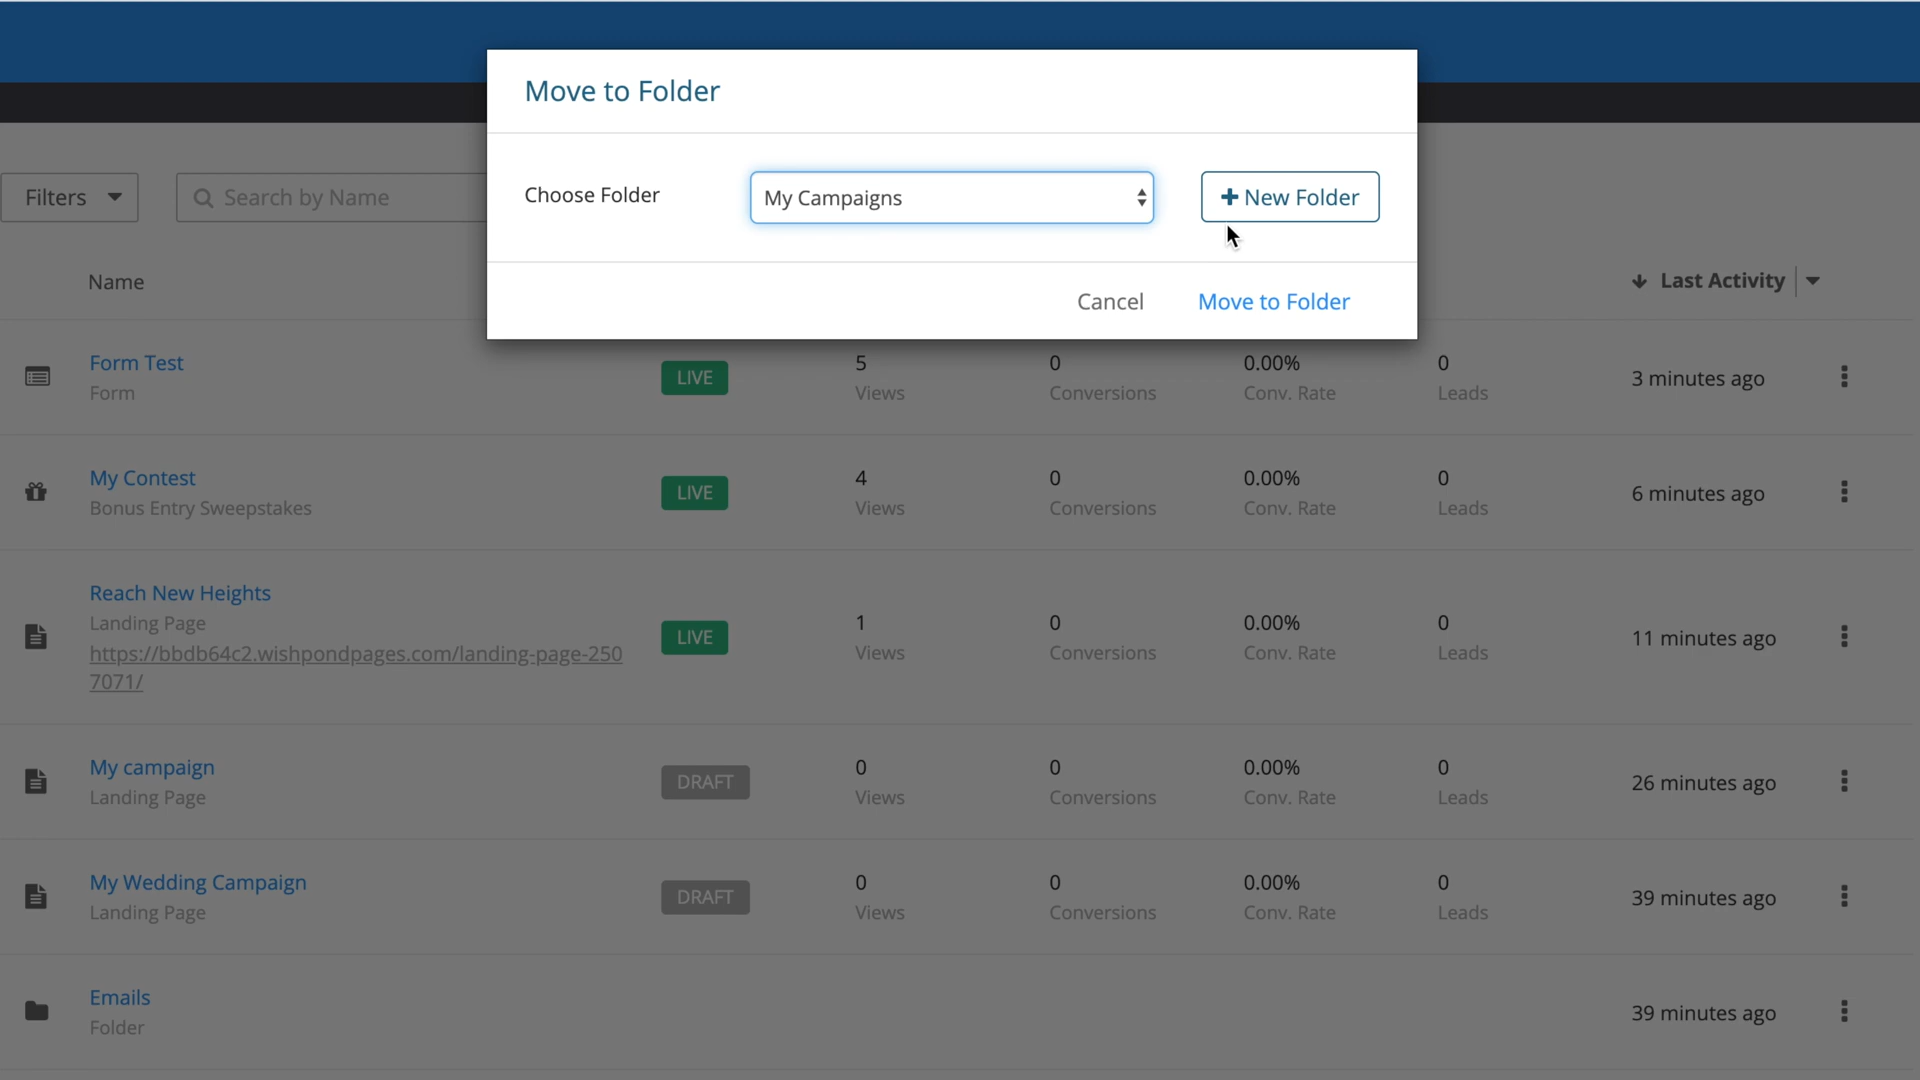 Move to Folder
Choose Folder
My Campaigns
New Folder
Cancel
Move to Folder
Filters
Search by Name
Name
Last Activity
Form Test
Form
LIVE
5
Views
0
Conversions
0.00%
Conv. Rate
0
Leads
3 minutes ago
My Contest
Bonus Entry Sweepstakes
LIVE
4
Views
0
Conversions
0.00%
Conv. Rate
0
Leads
6 minutes ago
Reach New Heights
Landing Page
https://bbdb64c2.wishpondpages.com/landing-page-250
7071/
LIVE
1
Views
0
Conversions
0.00%
Conv. Rate
0
Leads
11 minutes ago
My campaign
Landing Page
DRAFT
0
Views
0
Conversions
0.00%
Conv. Rate
0
Leads
26 minutes ago
My Wedding Campaign
Landing Page
DRAFT
0
Views
0
Conversions
0.00%
Conv. Rate
0
Leads
39 minutes ago
Emails
Folder
39 minutes ago